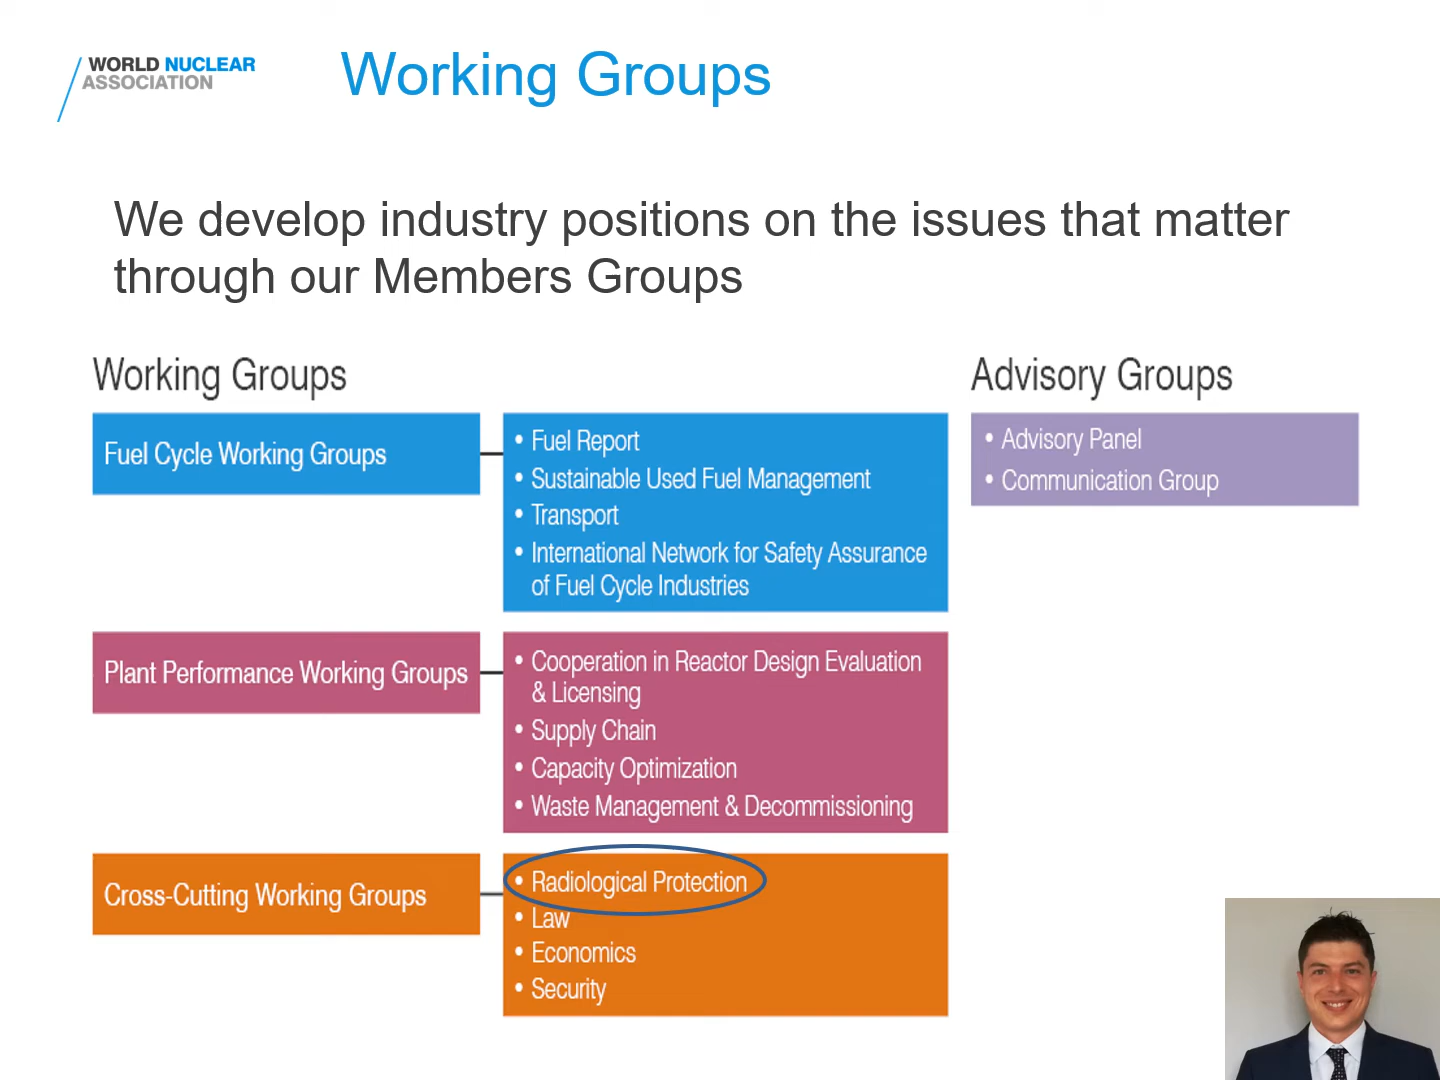 WORLD NUCLEAR
ASSOCIATION
Working Groups
We develop industry positions on the issues that matter
through our Members Groups
Working Groups
Fuel Cycle Working Groups
• Fuel Report
• Sustainable Used Fuel Management
• Transport
• International Network for Safety Assurance
of Fuel Cycle Industries
Plant Performance Working Groups
• Cooperation in Reactor Design Evaluation
& Licensing
• Supply Chain
• Capacity Optimization
• Waste Management & Decommissioning
Cross-Cutting Working Groups
• Radiological Protection
• Law
• Economics
• Security
Advisory Groups
• Advisory Panel
• Communication Group